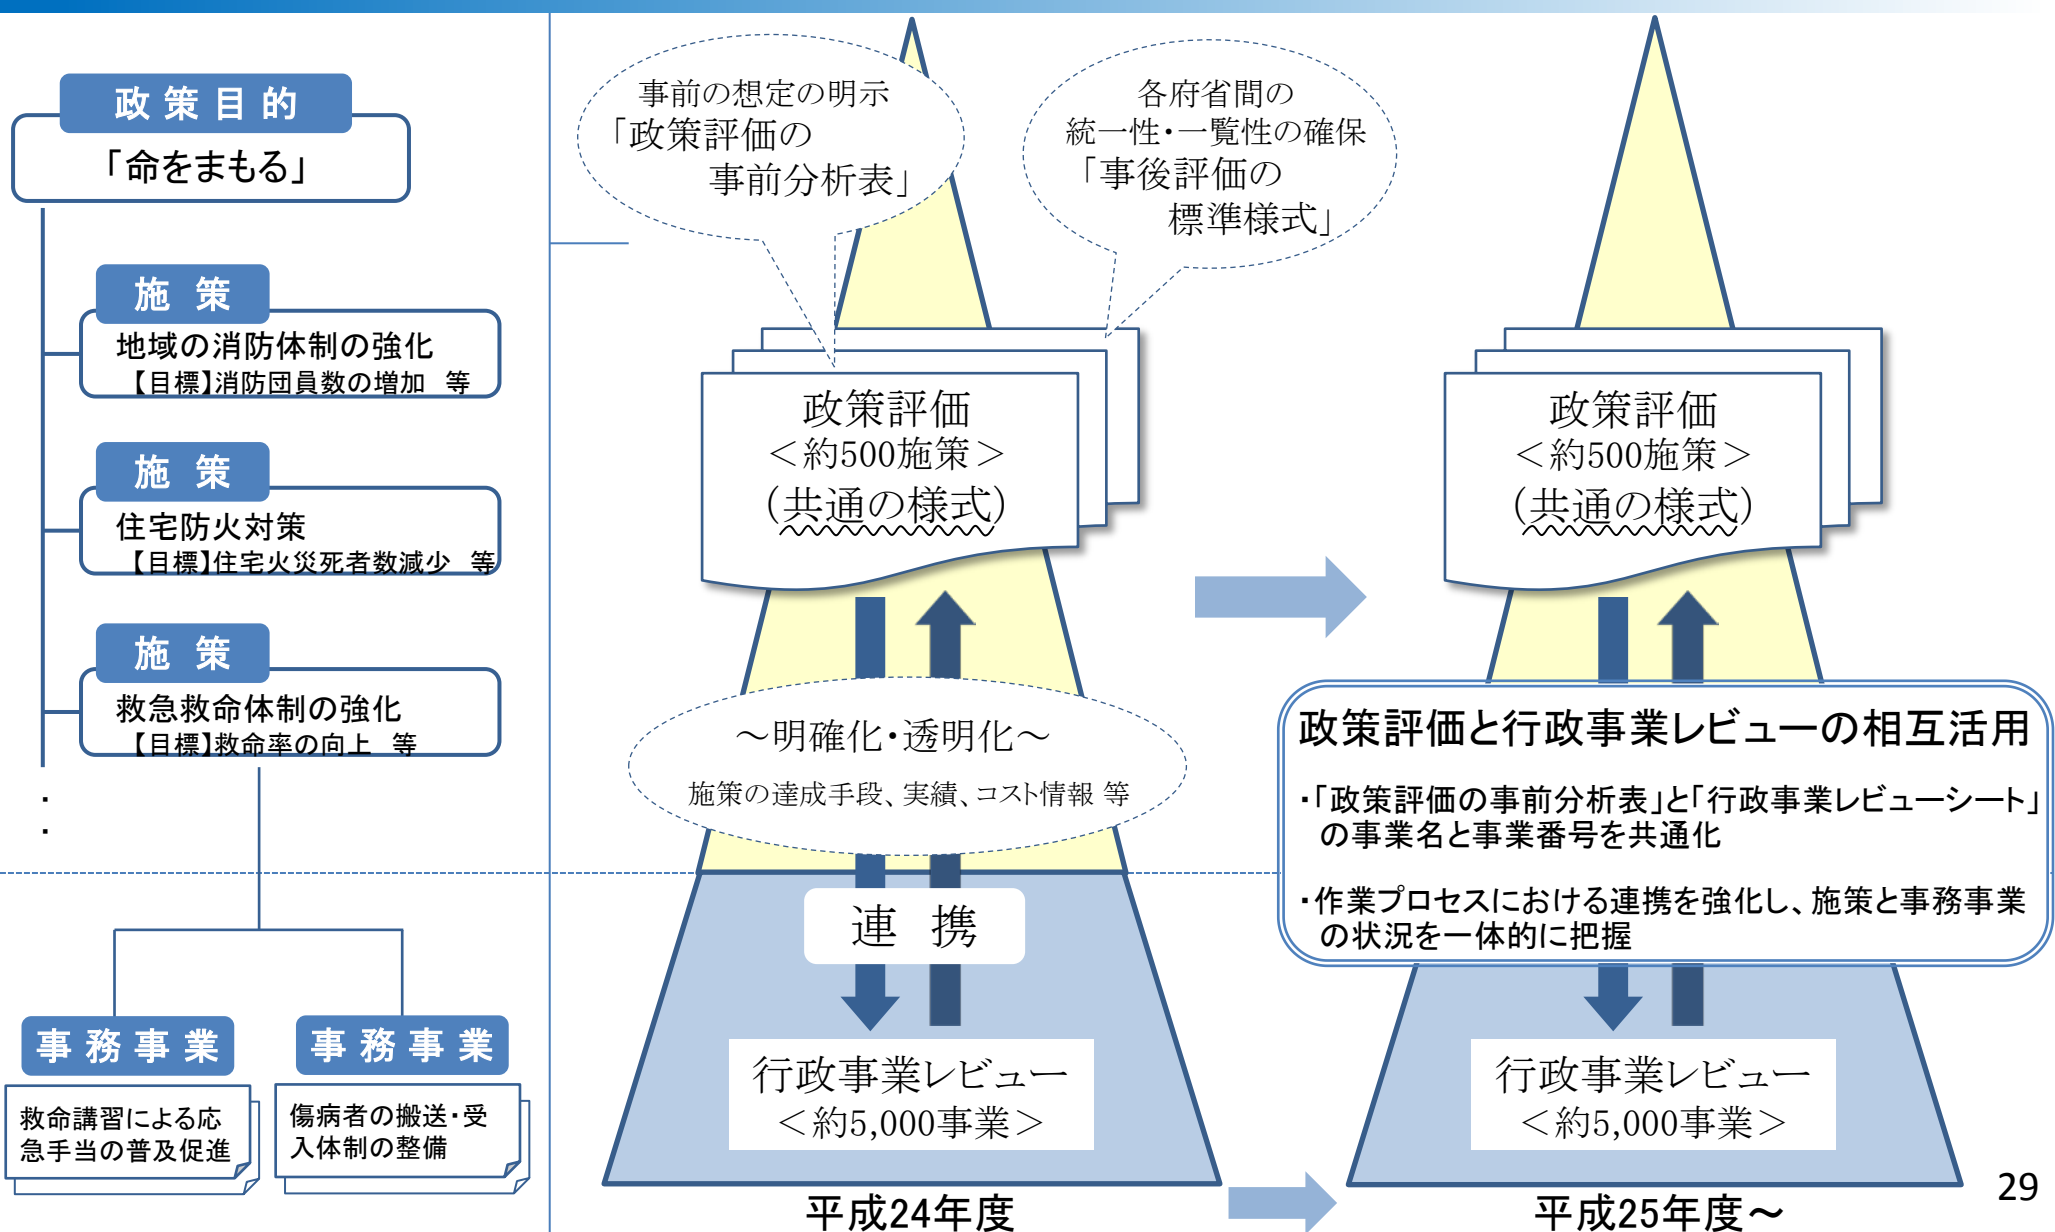 政策目的
「命をまもる」
施 策
地域の消防体制の強化
【目標】消防団員数の増加 等
施 策
住宅防火対策
【目標】住宅火災死者数減少 等
施 策
救急救命体制の強化
【目標】救命率の向上 等
・
・
事務事業
救命講習による応
急手当の普及促進
事務事業
傷病者の搬送・受
入体制の整備
事前の想定の明示
「政策評価の
事前分析表」
各府省間の
統一性・一覧性の確保
「事後評価の
標準様式」
政策評価
＜約500施策＞
（共通の様式）
～明確化・透明化～
施策の達成手段、実績、コスト情報 等
連 携
行政事業レビュー
＜約5,000事業＞
平成24年度
政策評価
＜約500施策＞
（共通の様式）
政策評価と行政事業レビューの相互活用
・「政策評価の事前分析表」と「行政事業レビューシート」
の事業名と事業番号を共通化
・作業プロセスにおける連携を強化し、施策と事務事業
の状況を一体的に把握
行政事業レビュー
＜約5,000事業＞
平成25年度～
29